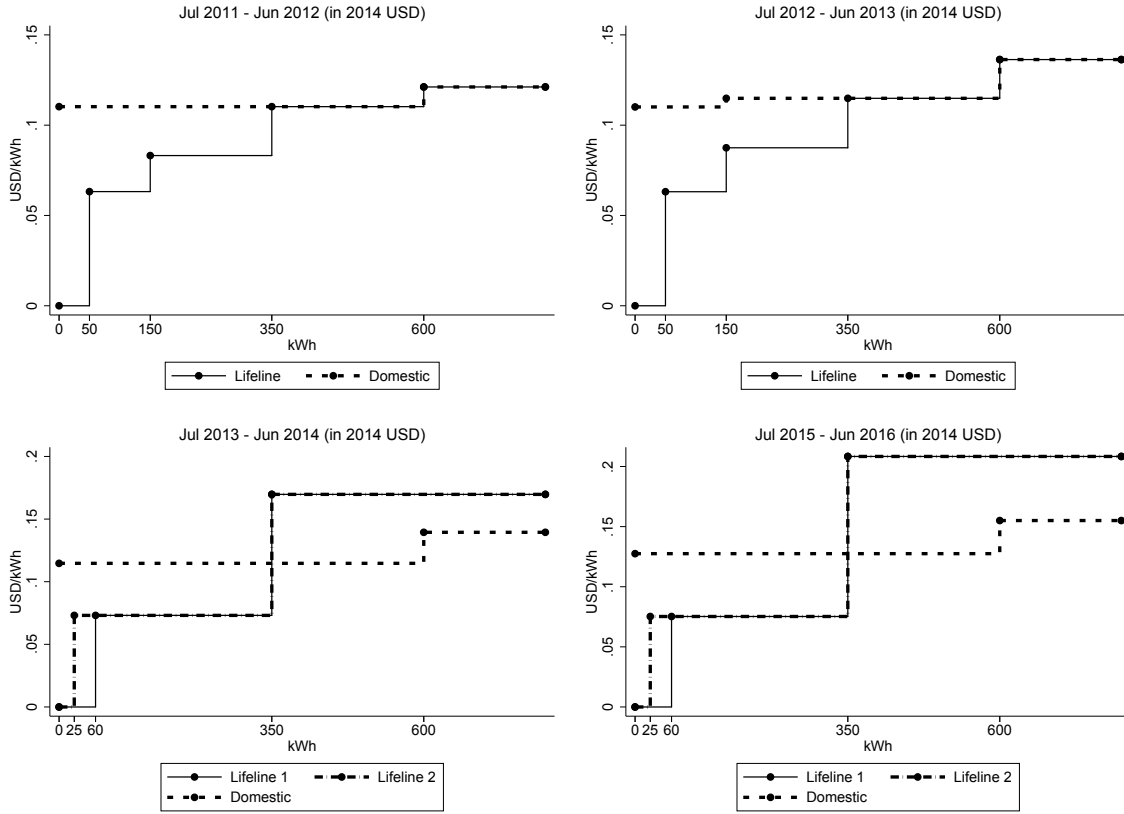 Jul 2011 - Jun 2012 (in 2014 USD)
USD/kWh
.15
.1
.05
0
0 50 150 350 600
kWh
Lifeline Domestic
Jul 2012 - Jun 2013 (in 2014 USD)
USD/kWh
.15
.1
.05
0
0 50 150 350 600
kWh
Lifeline Domestic
Jul 2013 - Jun 2014 (in 2014 USD)
USD/kWh
.2
.15
.1
.05
0
0 25 60 350 600
kWh
Lifeline 1 Lifeline 2
Domestic
Jul 2015 - Jun 2016 (in 2014 USD)
USD/kWh
.2
.15
.1
.05
0
0 25 60 350 600
kWh
Lifeline 1 Lifeline 2
Domestic